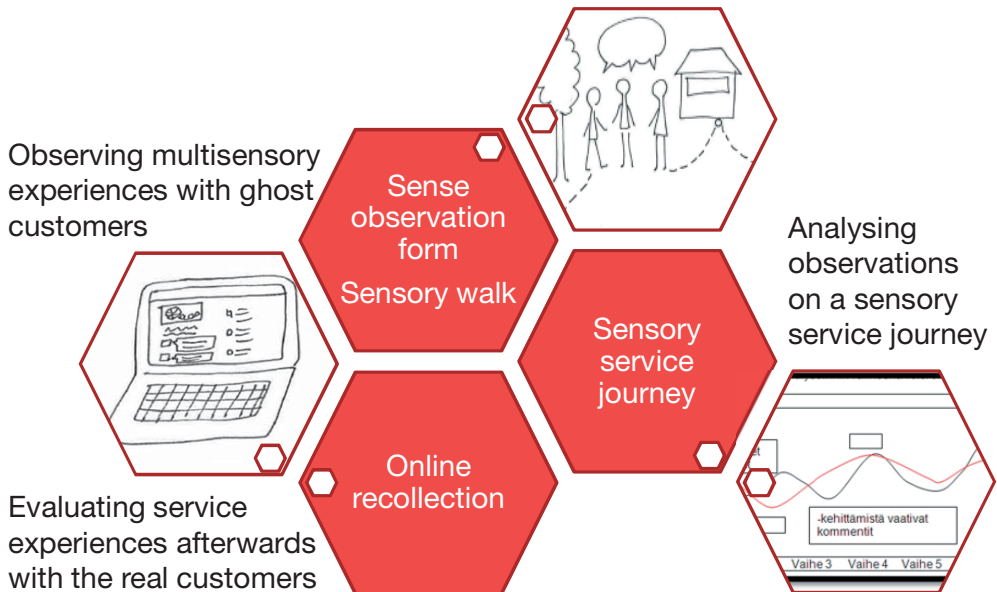 Observing multisensory
experiences with ghost
customers
Sense
observation
form
Sensory walk
Analysing
observations
on a sensory
service journey
Sensory
service
journey
Online
recollection
Evaluating service
experiences afterwards
with the real customers
-kehittämistä vaativat
kommentit
Vaihe 3 Vaihe 4 Vaihe 5